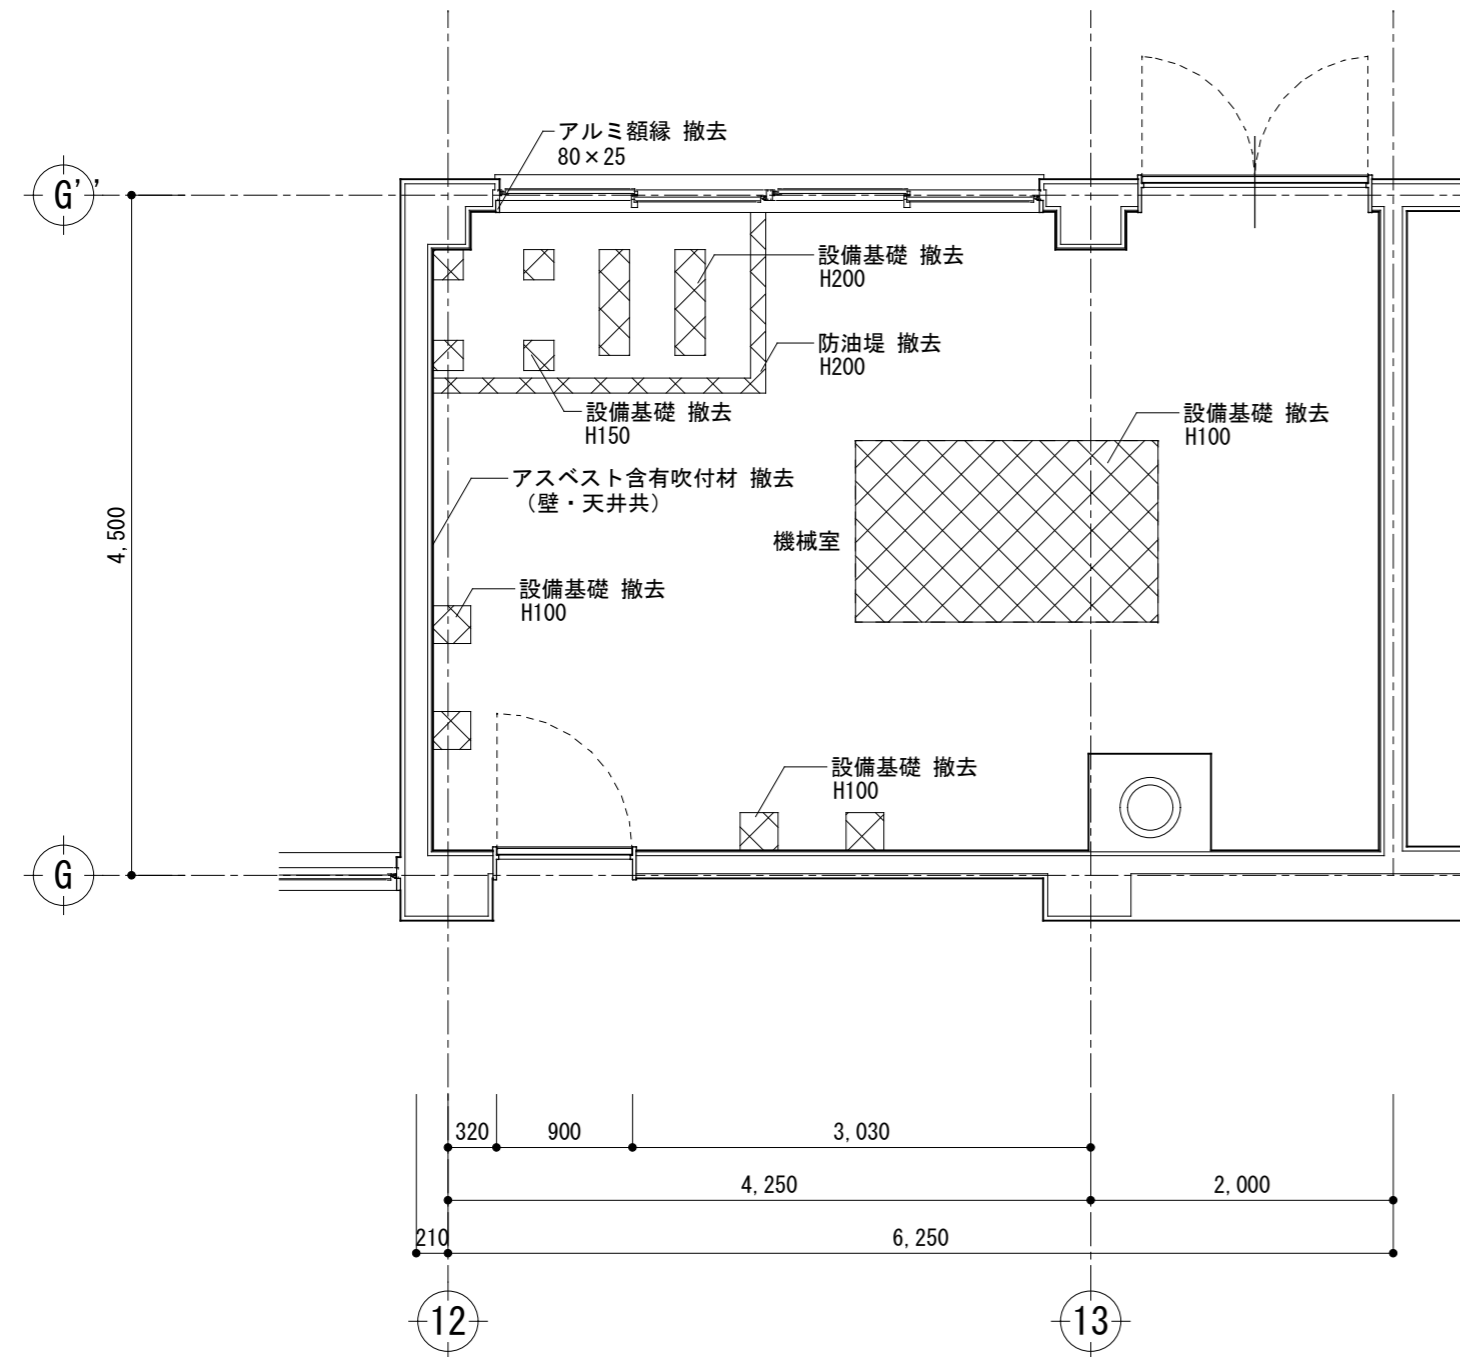 アルミ額縁 撤去
80×25
G''
設備基礎 撤去
H200
防油堤 撤去
H200
設備基礎 撤去
H150
設備基礎 撤去
H100
アスベスト含有吹付材 撤去
（壁・天井共）
4,500
機械室
設備基礎 撤去
H100
設備基礎 撤去
H100
G
320 900 3,030
4,250 2,000
210 6,250
12 13